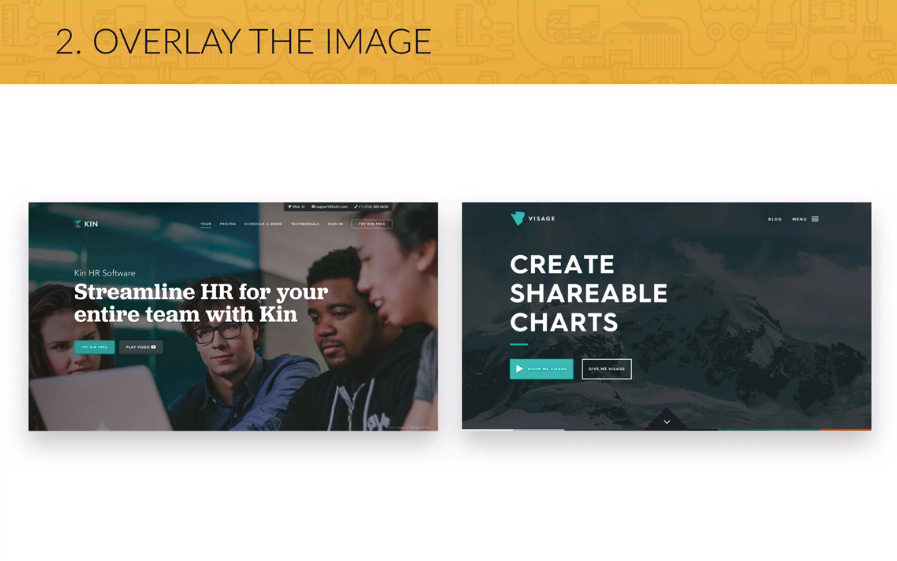 2. OVERLAY THE IMAGE
KIN
TOUR PRICING SCHEDULE A DEMO TESTIMONIALS SIGN IN TRY KIN FREE
Kin HR Software
Streamline HR for your
entire team with Kin
TRY KIN FREE PLAY VIDEO
VISAGE
BLOG MENU
CREATE
SHAREABLE
CHARTS
SHOW ME VISAGE GIVE ME VISAGE